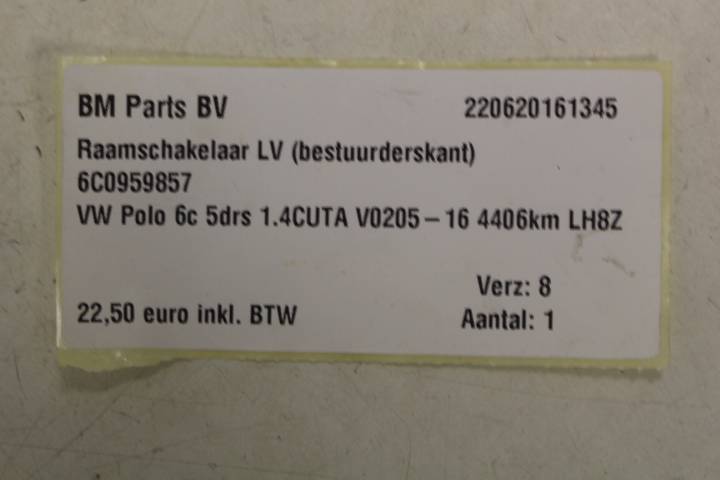 BM Parts BV 220620161345
Raamschakelaar LV (bestuurderskant)
6C0959857
VW Polo 6c 5drs 1.4CUTA V0205-16 4406km LH8Z
Verz: 8
22,50 euro inkl. BTW Aantal: 1